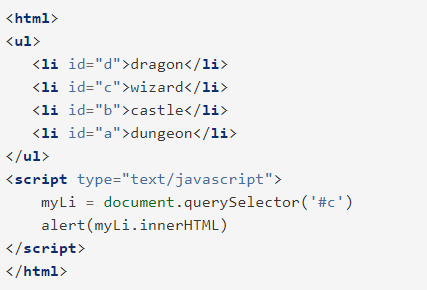 <html>
<ul>
   <li id="d">dragon</li>
   <li id="c">wizard</li>
   <li id="b">castle</li>
   <li id="a">dungeon</li>
</ul>
<script type="text/javascript">
    myLi = document.querySelector('#c')
    alert(myLi.innerHTML)
</script>
</html>